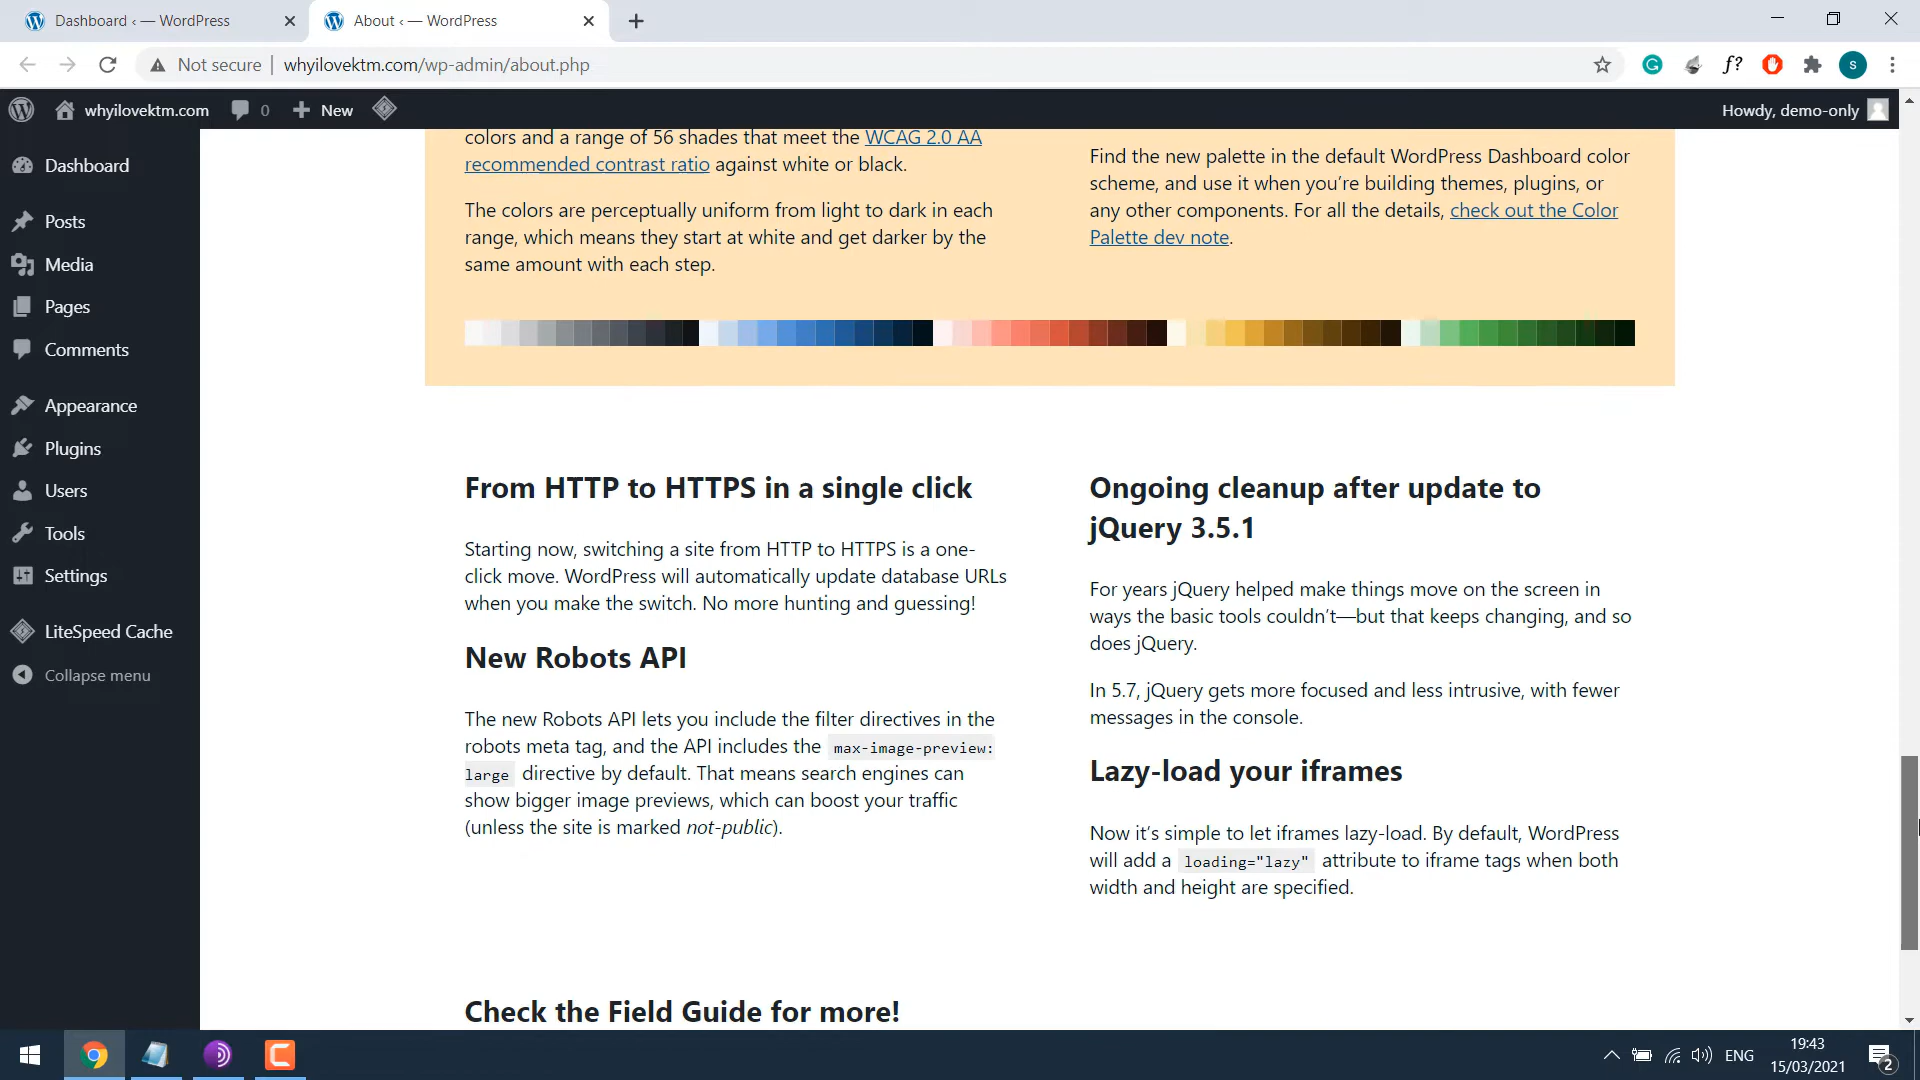 Dashboard ‹ — WordPress
About ‹ — WordPress
Not secure
whyilovektm.com/wp-admin/about.php
f?
s
whyilovektm.com
0
New
Howdy, demo-only
Dashboard
Posts
Media
Pages
Comments
Appearance
Plugins
Users
Tools
Settings
LiteSpeed Cache
Collapse menu
colors and a range of 56 shades that meet the WCAG 2.0 AA
recommended contrast ratio against white or black.
The colors are perceptually uniform from light to dark in each
range, which means they start at white and get darker by the
same amount with each step.
Find the new palette in the default WordPress Dashboard color
scheme, and use it when you’re building themes, plugins, or
any other components. For all the details, check out the Color
Palette dev note.
From HTTP to HTTPS in a single click
Starting now, switching a site from HTTP to HTTPS is a one-
click move. WordPress will automatically update database URLs
when you make the switch. No more hunting and guessing!
New Robots API
The new Robots API lets you include the filter directives in the
robots meta tag, and the API includes the max-image-preview:
large directive by default. That means search engines can
show bigger image previews, which can boost your traffic
(unless the site is marked not-public).
Ongoing cleanup after update to
jQuery 3.5.1
For years jQuery helped make things move on the screen in
ways the basic tools couldn’t—but that keeps changing, and so
does jQuery.
In 5.7, jQuery gets more focused and less intrusive, with fewer
messages in the console.
Lazy-load your iframes
Now it’s simple to let iframes lazy-load. By default, WordPress
will add a loading="lazy" attribute to iframe tags when both
width and height are specified.
Check the Field Guide for more!
ENG
19:43
15/03/2021
2